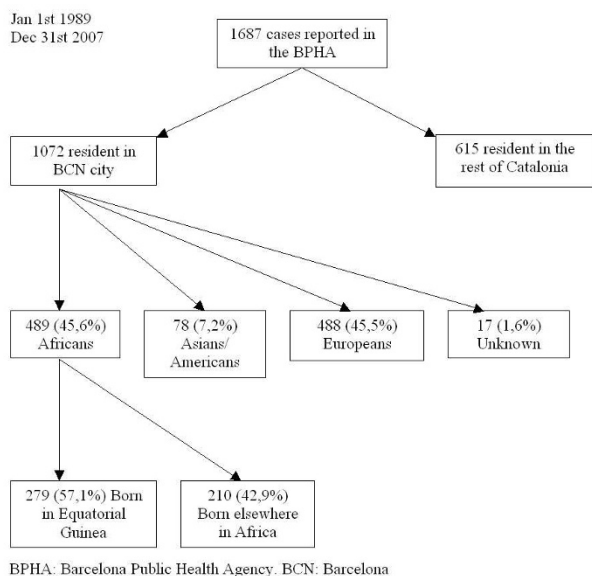 Jan 1st 1989
Dec 31st 2007
1687 cases reported in
the BPHA
1072 resident in
BCN city
615 resident in the
rest of Catalonia
489 (45,6%)
Africans
78 (7,2%)
Asians/
Americans
488 (45,5%)
Europeans
17 (1,6%)
Unknown
279 (57,1%) Born
in Equatorial
Guinea
210 (42,9%)
Born elsewhere
in Africa
BPHA: Barcelona Public Health Agency. BCN: Barcelona